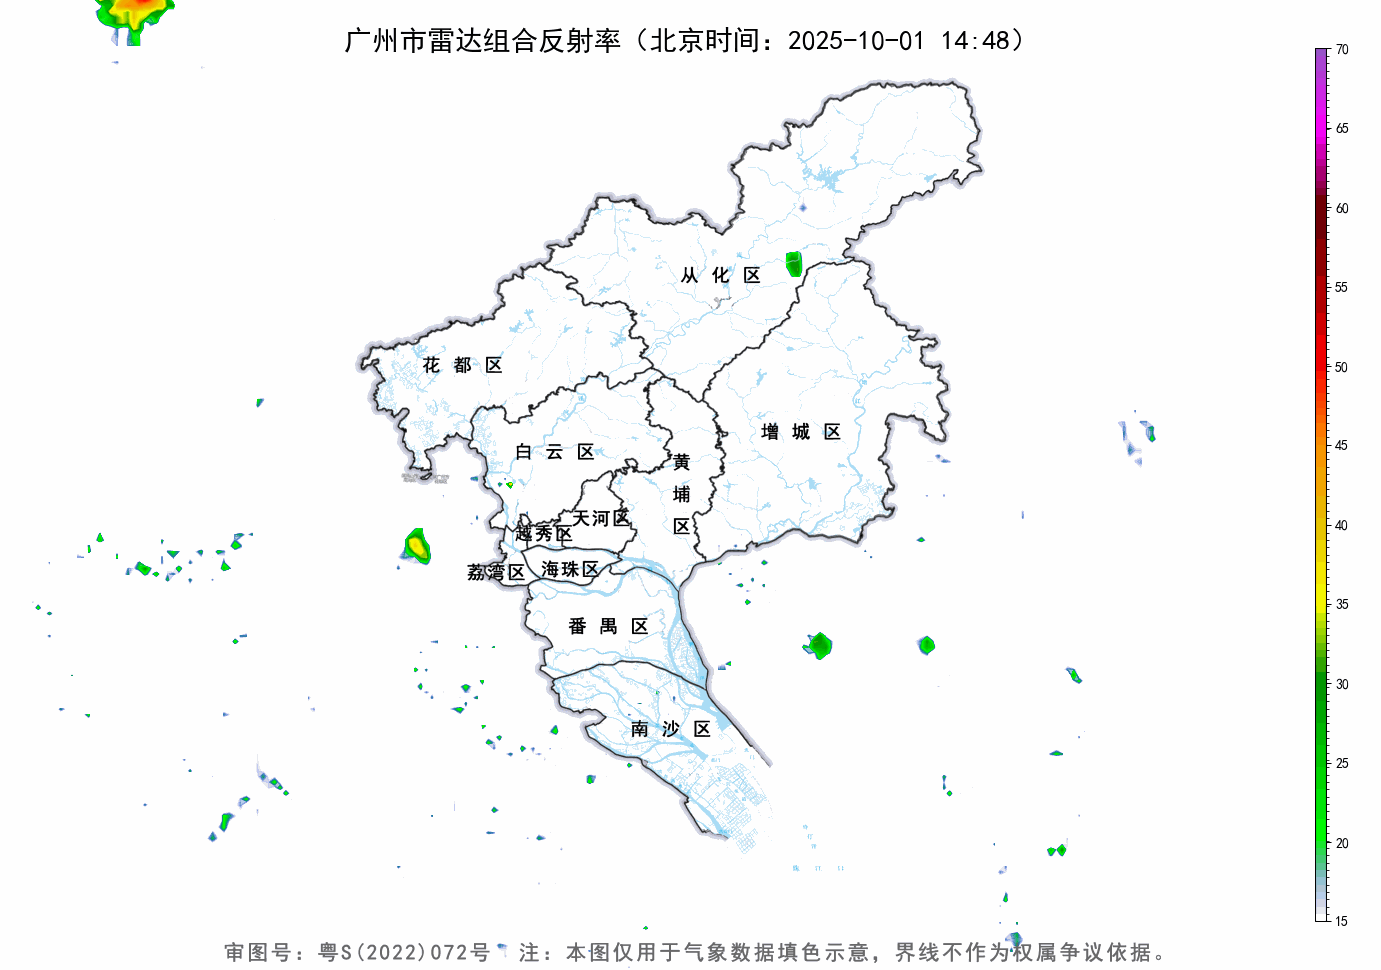 广州市雷达组合反射率（北京时间：2025-10-01 14:48）
70
65
60
55
50
45
40
35
30
25
20
15
从化区
花都区
增城区
白云区
黄埔区
天河区
越秀区
荔湾区
海珠区
番禺区
南沙区
审图号：粤S(2022)072号 注：本图仅用于气象数据填色示意，界线不作为权属争议依据。